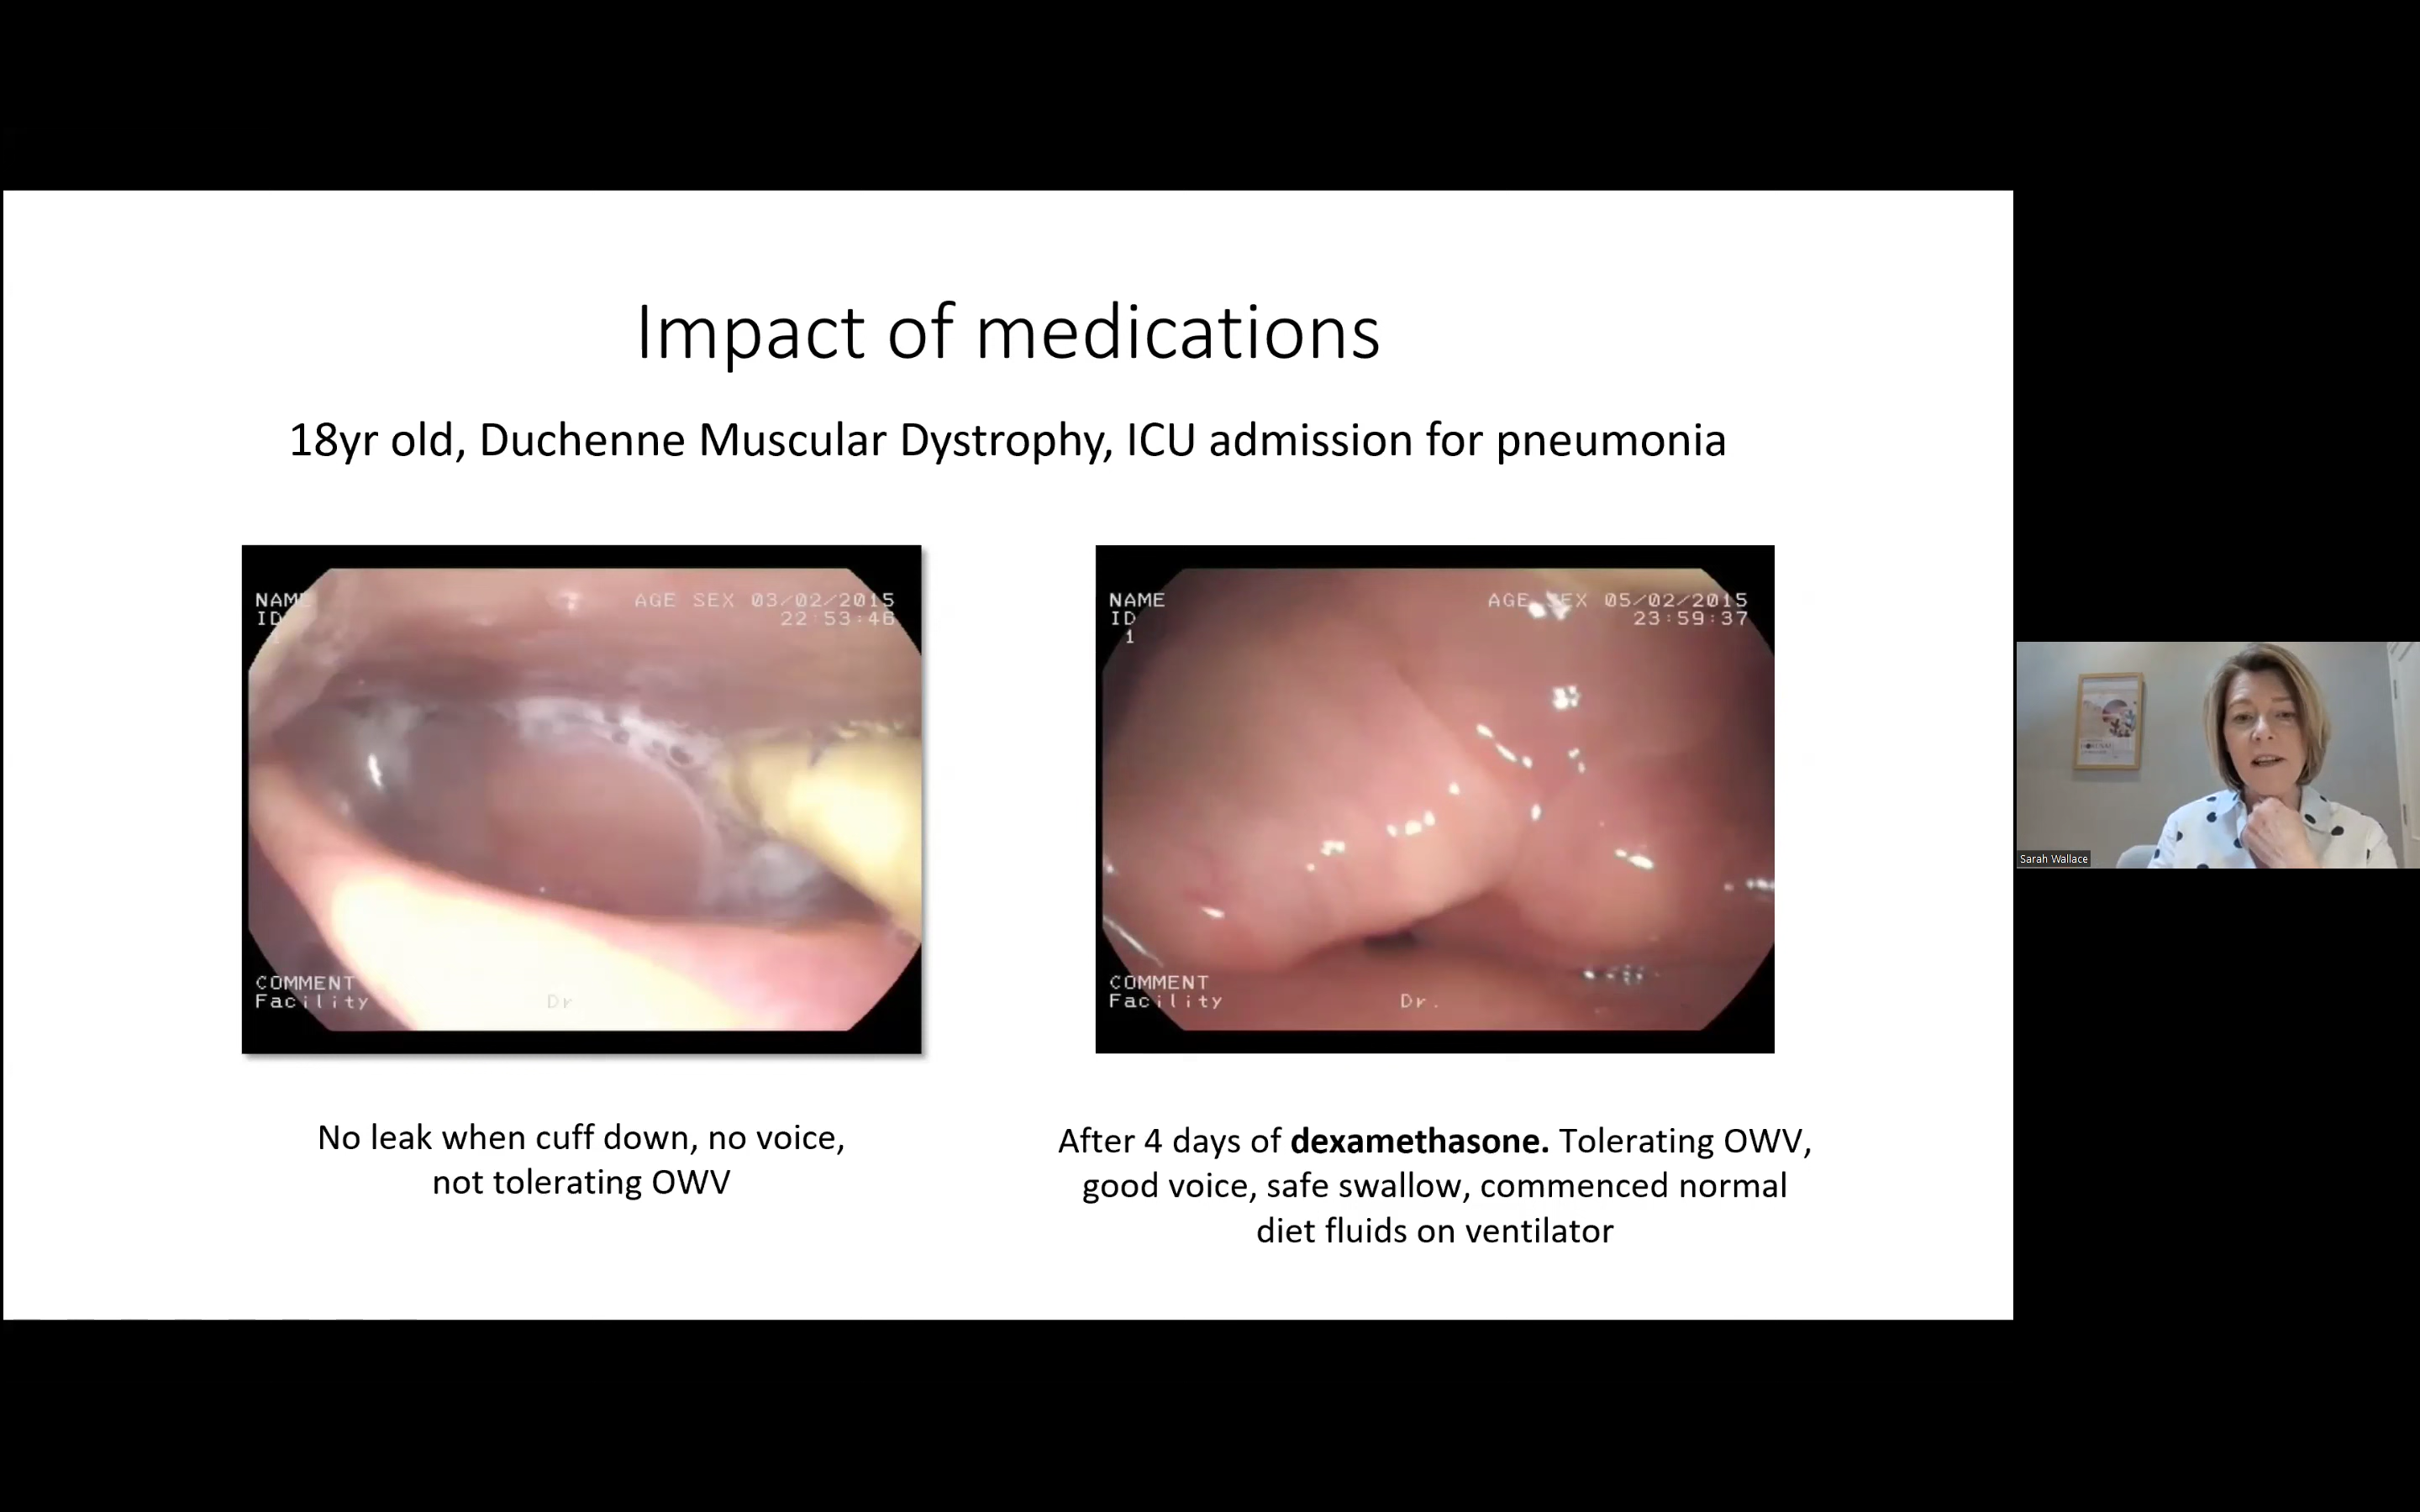 Impact of medications
18yr old, Duchenne Muscular Dystrophy, ICU admission for pneumonia
NAME
ID
AGE SEX 03/02/2015
22:53:46
COMMENT
Facility
Dr
NAME
ID
1
AGE SEX 05/02/2015
23:59:37
COMMENT
Facility
Dr.
No leak when cuff down, no voice,
not tolerating OWV
After 4 days of dexamethasone. Tolerating OWV,
good voice, safe swallow, commenced normal
diet fluids on ventilator
Sarah Wallace